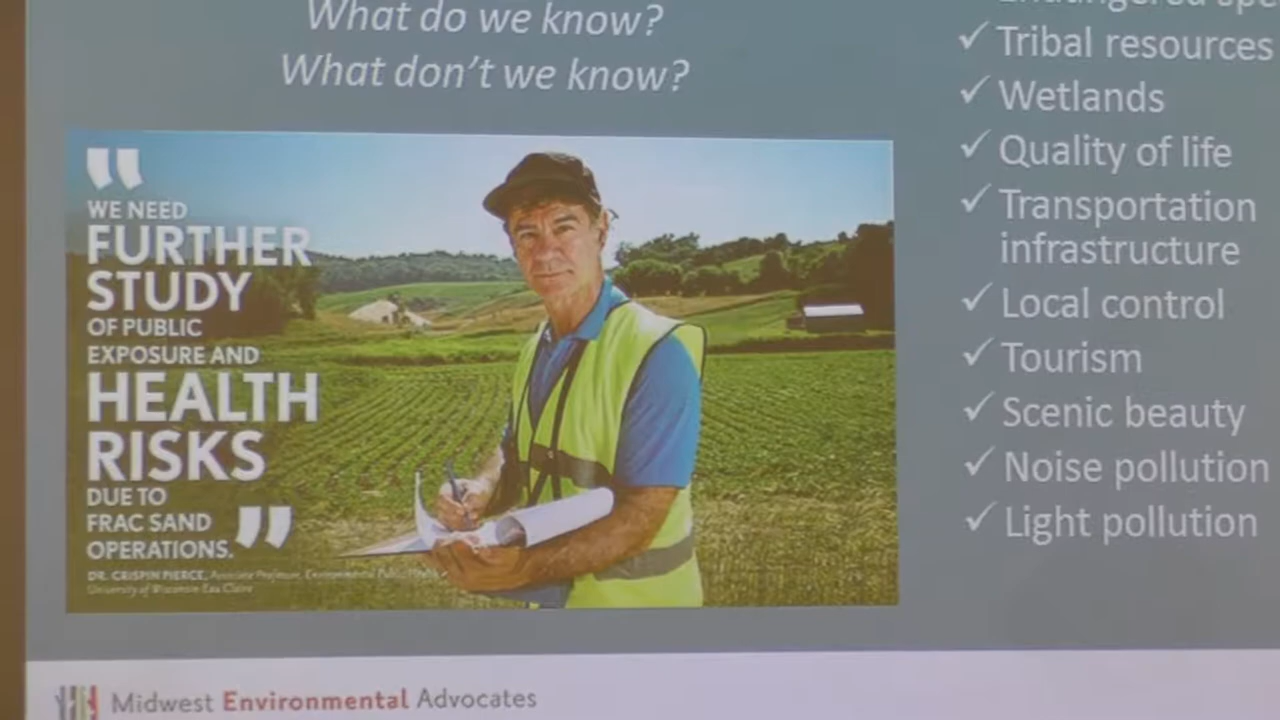 What do we know?
What don't we know?
WE NEED
FURTHER
STUDY
OF PUBLIC
EXPOSURE AND
HEALTH
RISKS
DUE TO
FRAC SAND
OPERATIONS.
DR. CRISPIN PIERCE, Associate Professor, Environmental Public Health
University of Wisconsin Eau Claire
Endangered
✓ Tribal resources
✓ Wetlands
✓ Quality of life
✓ Transportation
infrastructure
✓ Local control
✓ Tourism
✓ Scenic beauty
✓ Noise pollution
✓ Light pollution
Midwest Environmental Advocates